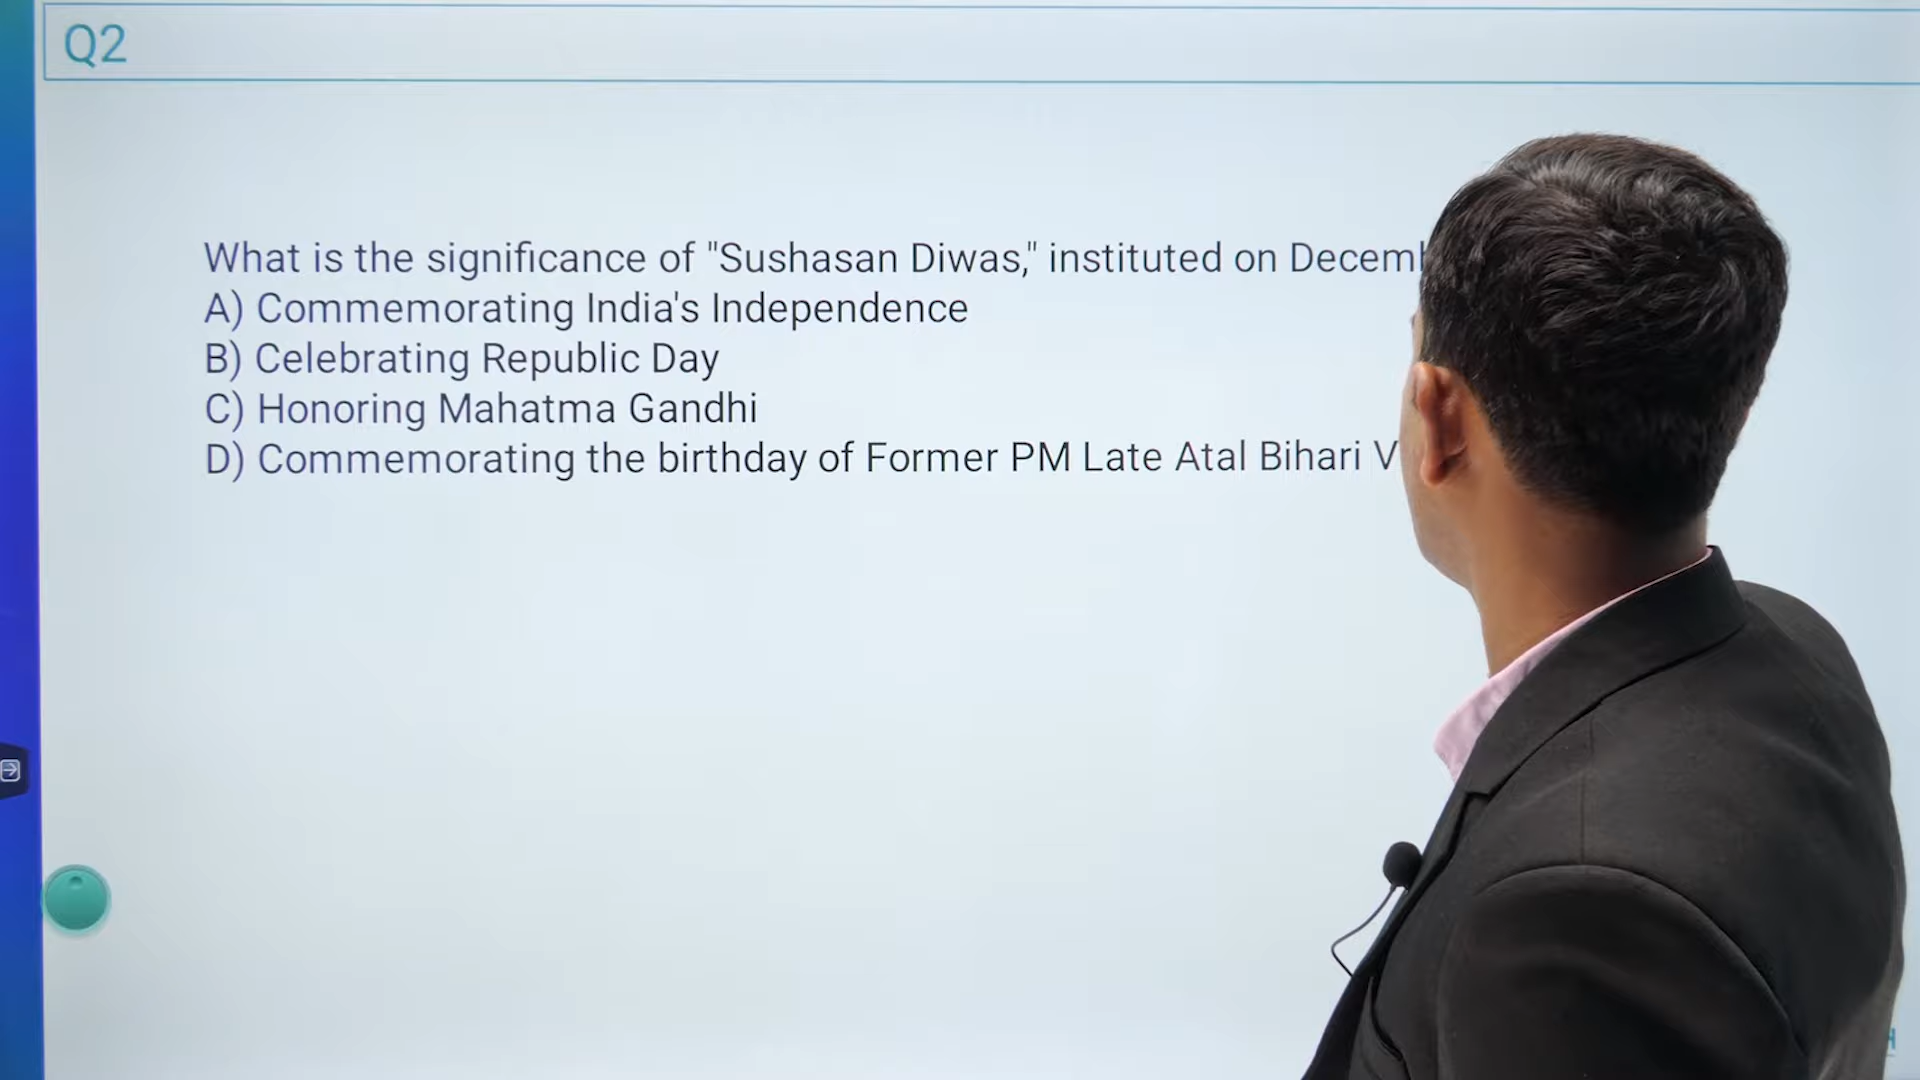 Q2
What is the significance of "Sushasan Diwas," instituted on
A) Commemorating India's Independence
B) Celebrating Republic Day
C) Honoring Mahatma Gandhi
D) Commemorating the birthday of Former PM Late Atal Bihari